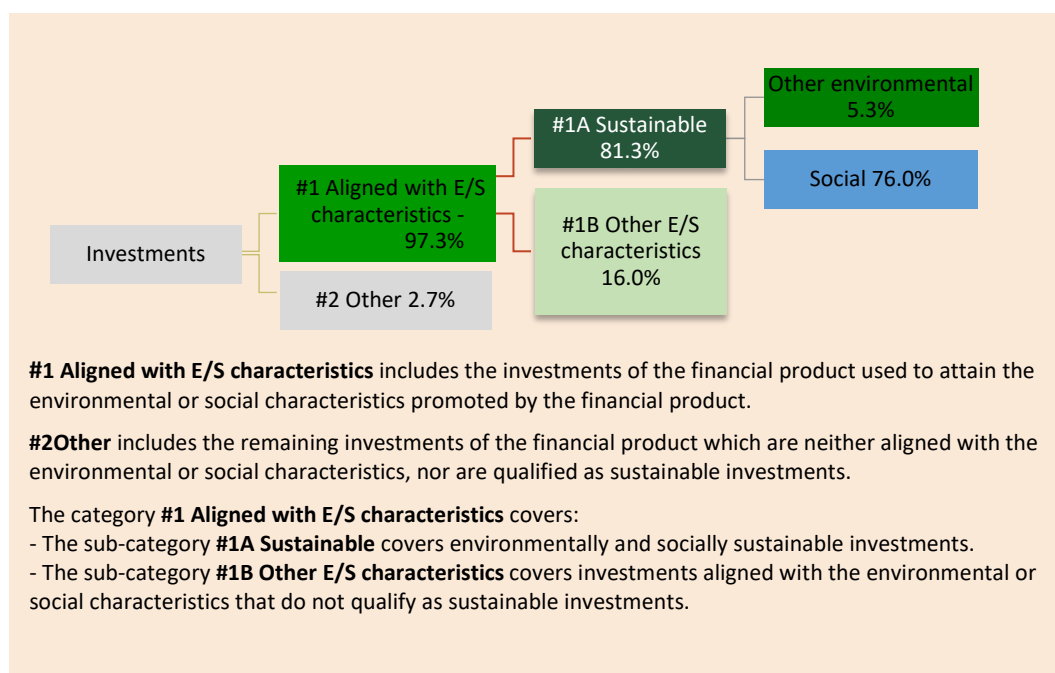 Other environmental
5.3%
#1A Sustainable
81.3%
Social 76.0%
#1 Aligned with E/S
characteristics -
97.3%
#1B Other E/S
characteristics
16.0%
Investments
#2 Other 2.7%
#1 Aligned with E/S characteristics includes the investments of the financial product used to attain the
environmental or social characteristics promoted by the financial product.
#2Other includes the remaining investments of the financial product which are neither aligned with the
environmental or social characteristics, nor are qualified as sustainable investments.
The category #1 Aligned with E/S characteristics covers:
- The sub-category #1A Sustainable covers environmentally and socially sustainable investments.
- The sub-category #1B Other E/S characteristics covers investments aligned with the environmental or
social characteristics that do not qualify as sustainable investments.